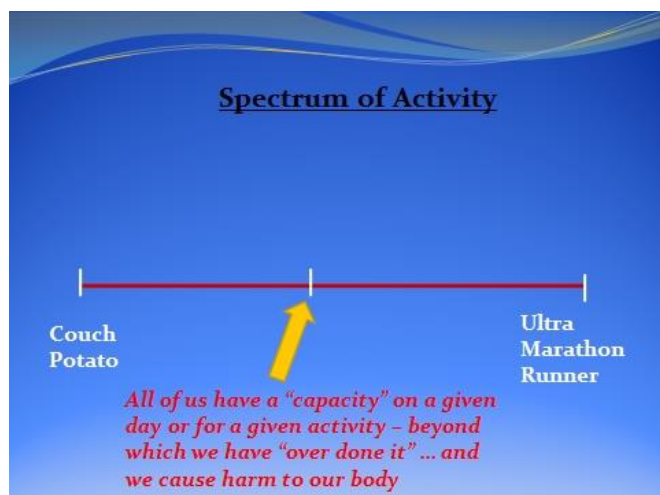 Spectrum of Activity
Couch
Potato
Ultra
Marathon
Runner
All of us have a “capacity” on a given
day or for a given activity – beyond
which we have “over done it” ... and
we cause harm to our body